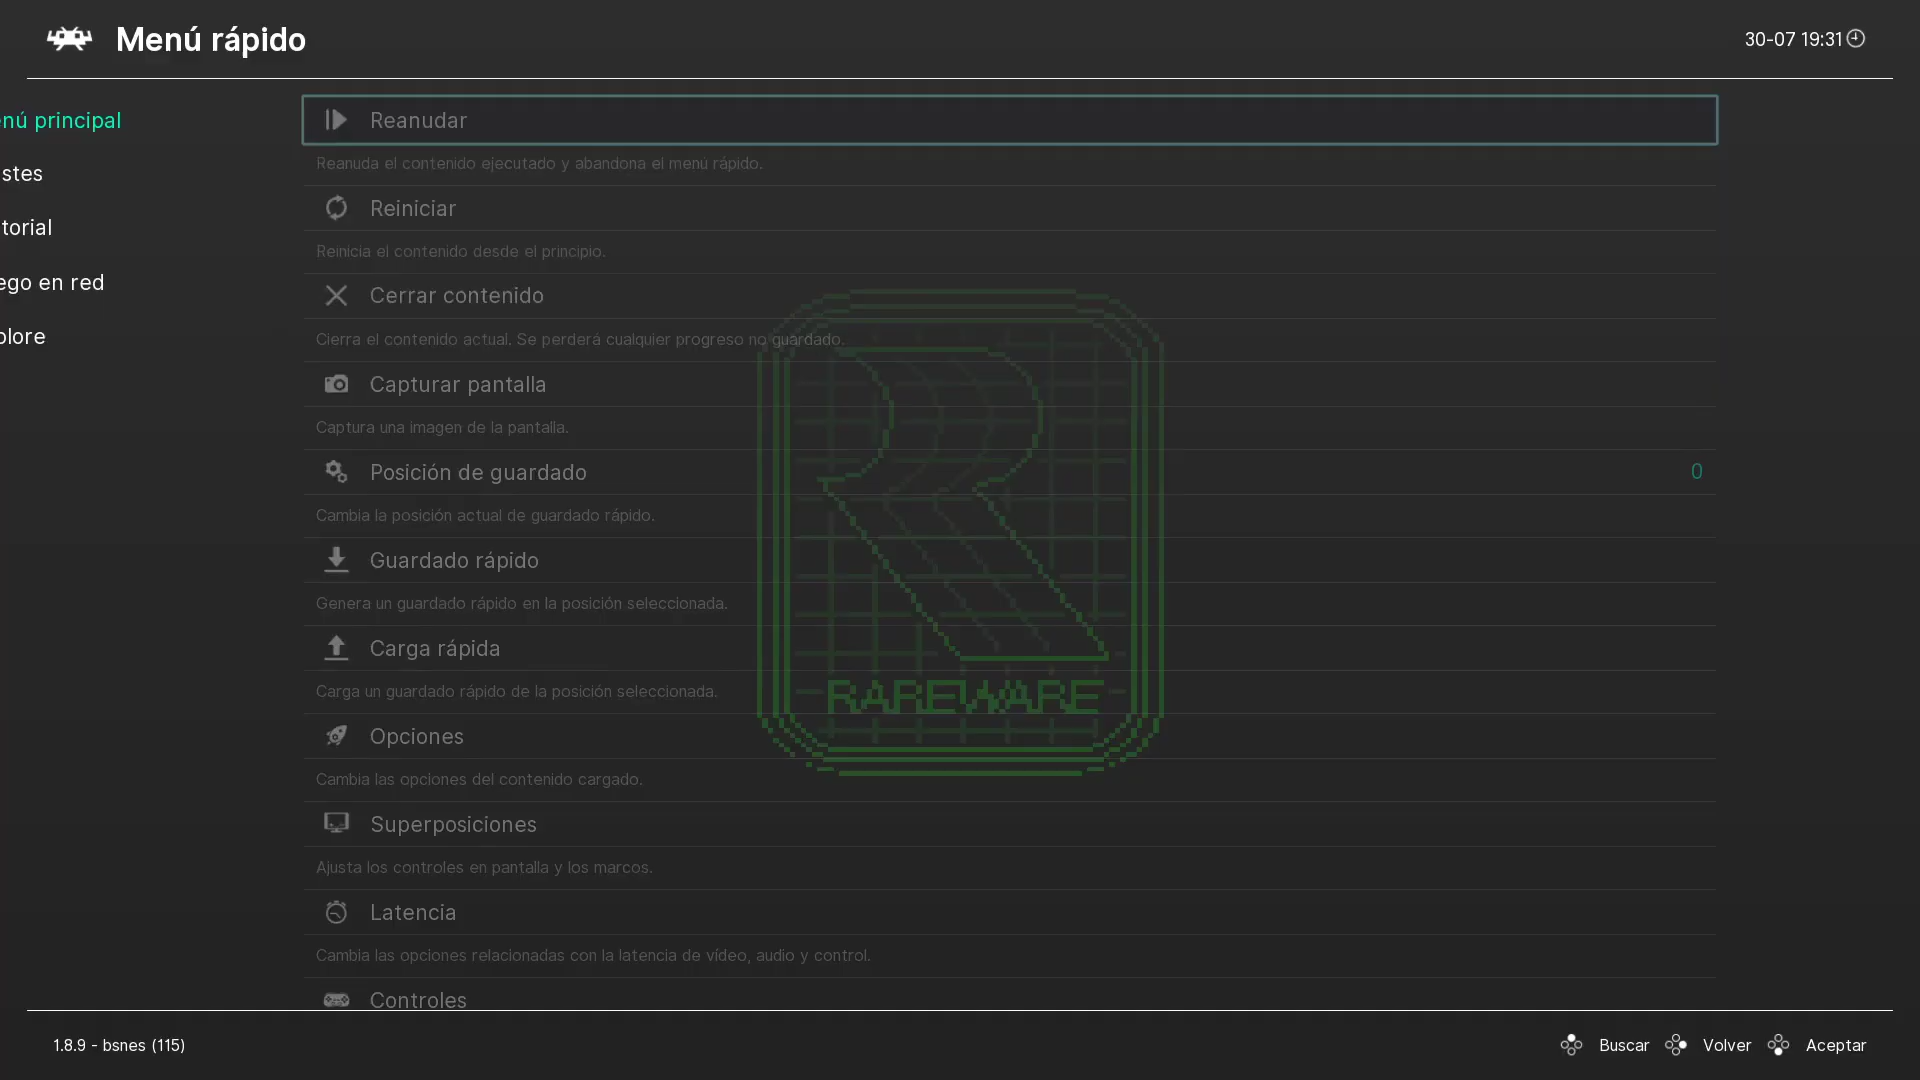 Menú rápido
30-07 19:31
nú principal
stes
torial
ego en red
plore
Reanudar
Reanuda el contenido ejecutado y abandona el menú rápido.
Reiniciar
Reinicia el contenido desde el principio.
Cerrar contenido
Cierra el contenido actual. Se perderá cualquier progreso no guardado.
Capturar pantalla
Captura una imagen de la pantalla.
Posición de guardado 0
Cambia la posición actual de guardado rápido.
Guardado rápido
Genera un guardado rápido en la posición seleccionada.
Carga rápida
Carga un guardado rápido de la posición seleccionada.
RAREWARE
Opciones
Cambia las opciones del contenido cargado.
Superposiciones
Ajusta los controles en pantalla y los marcos.
Latencia
Cambia las opciones relacionadas con la latencia de vídeo, audio y control.
Controles
1.8.9 - bsnes (115)
Buscar Volver Aceptar